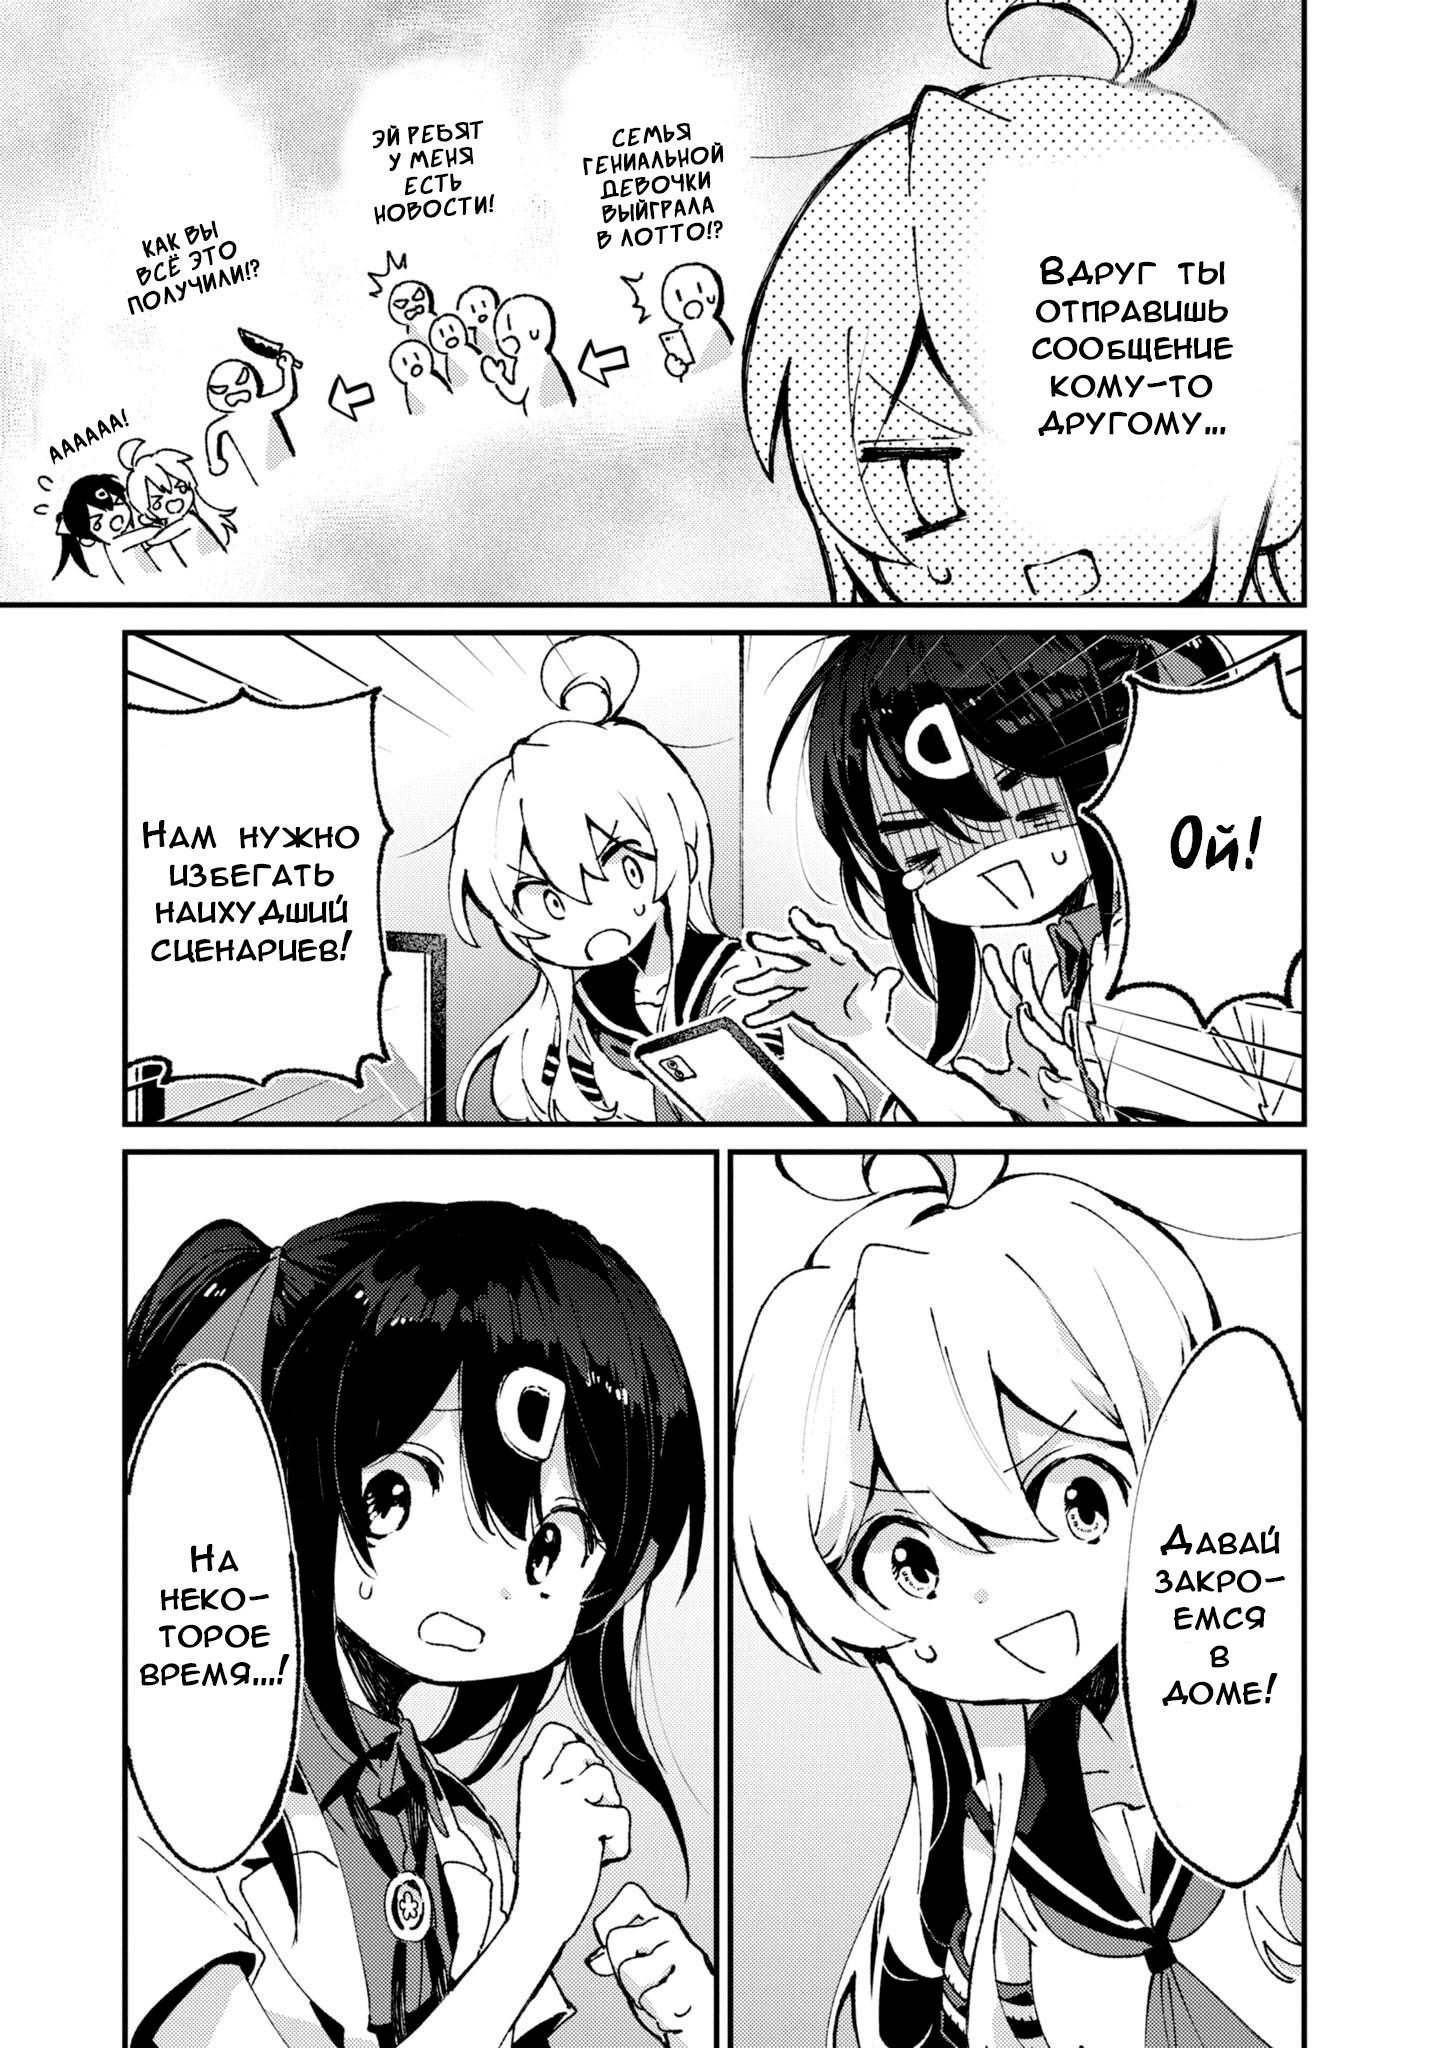 Вдруг ты
отправишь
сообщение
кому-то
другому...
СЕМЬЯ
ГЕНИАЛЬНОЙ
ДЕВОЧКИ
ВЫЙГРАЛА
В ЛОТТО!?
ЭЙ РЕБЯТ
У МЕНЯ
ЕСТЬ
НОВОСТИ!
КАК ВЫ
ВСЁ ЭТО
ПОЛУЧИЛИ!?
АААААА!
Ой!
Нам нужно
избегать
наихудший
сценариев!
Давай
закро-
емся
в
доме!
На
неко-
торое
время...!